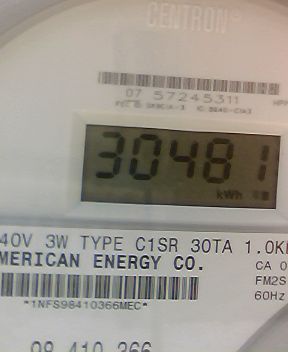 CENTRON®
07 57245311
30481
kWh
40V 3W TYPE C1SR 30TA 1.0K
MERICAN ENERGY CO.
CA 0
FM2S
60Hz
*1NFS98410366MEC*
98 410 366